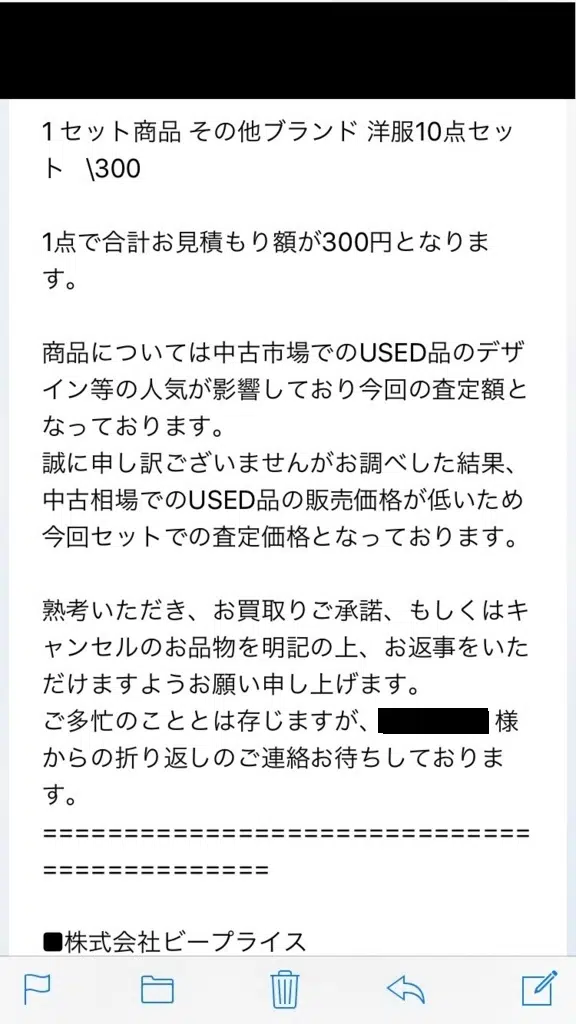 1 セット商品 その他ブランド 洋服10点セッ
ト　\300
1点で合計お見積もり額が300円となりま
す。
商品については中古市場でのUSED品のデザ
イン等の人気が影響しており今回の査定額と
なっております。
誠に申し訳ございませんがお調べした結果、
中古相場でのUSED品の販売価格が低いため
今回セットでの査定価格となっております。
熟考いただき、お買取りご承諾、もしくはキ
ャンセルのお品物を明記の上、お返事をいた
だけますようお願い申し上げます。
ご多忙のこととは存じますが、 様
からの折り返しのご連絡お待ちしておりま
す。
==============================
==============
■株式会社ビープライス